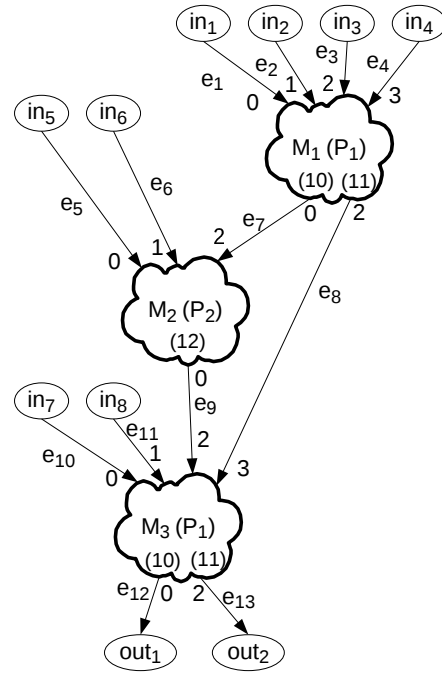 in1 in2 in3 in4
e1 e2 e3 e4
0 1 2 3
in5 in6
M1 (P1)
(10) (11)
0 2
e5 e6 e7
0 1 2
e8
M2 (P2)
(12)
0
e9
in7 in8
e10 e11
0 1 2 3
M3 (P1)
(10) (11)
e12 0 2 e13
out1 out2